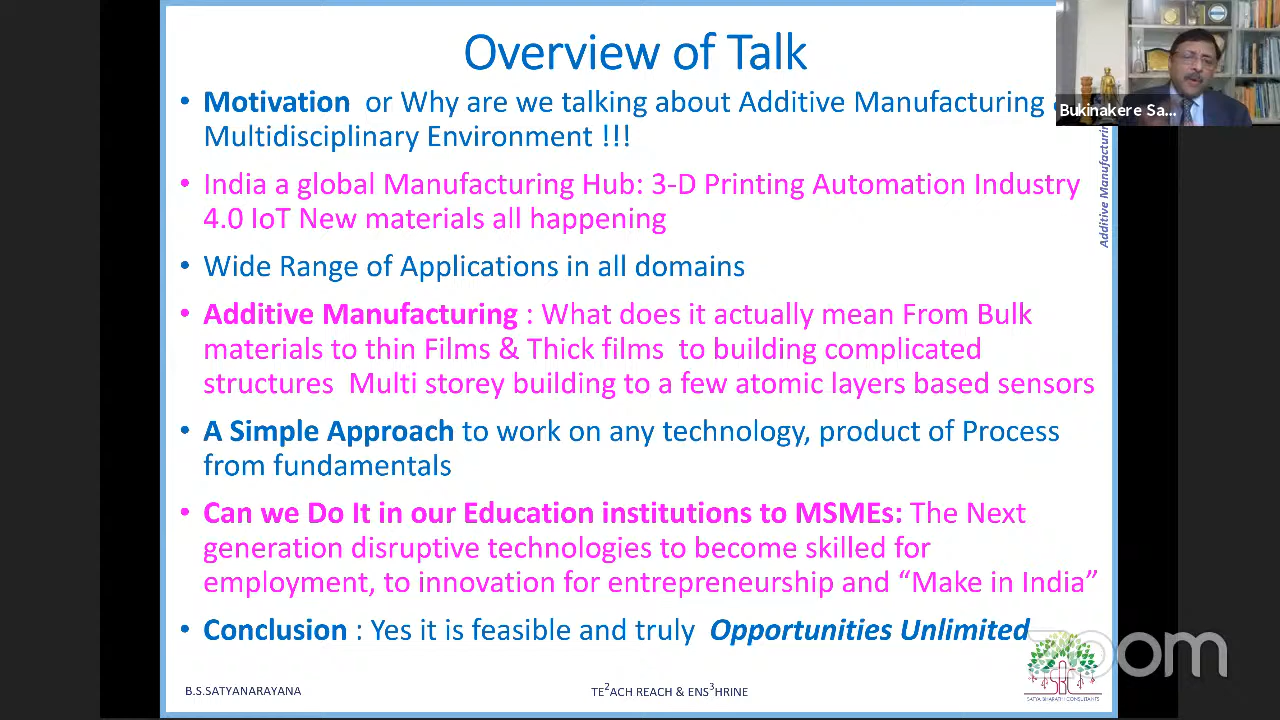 Overview of Talk
• Motivation or Why are we talking about Additive Manufacturing
Multidisciplinary Environment !!!
• India a global Manufacturing Hub: 3-D Printing Automation Industry
4.0 IoT New materials all happening
• Wide Range of Applications in all domains
• Additive Manufacturing : What does it actually mean From Bulk
materials to thin Films & Thick films to building complicated
structures Multi storey building to a few atomic layers based sensors
• A Simple Approach to work on any technology, product of Process
from fundamentals
• Can we Do It in our Education institutions to MSMEs: The Next
generation disruptive technologies to become skilled for
employment, to innovation for entrepreneurship and “Make in India”
• Conclusion : Yes it is feasible and truly Opportunities Unlimited
B.S.SATYANARAYANA
TE²ACH REACH & ENS³HRINE
SBC
SATYA BHARATH CONSULTANTS
zoom
Bukinakere Sa...
Additive Manufacturing